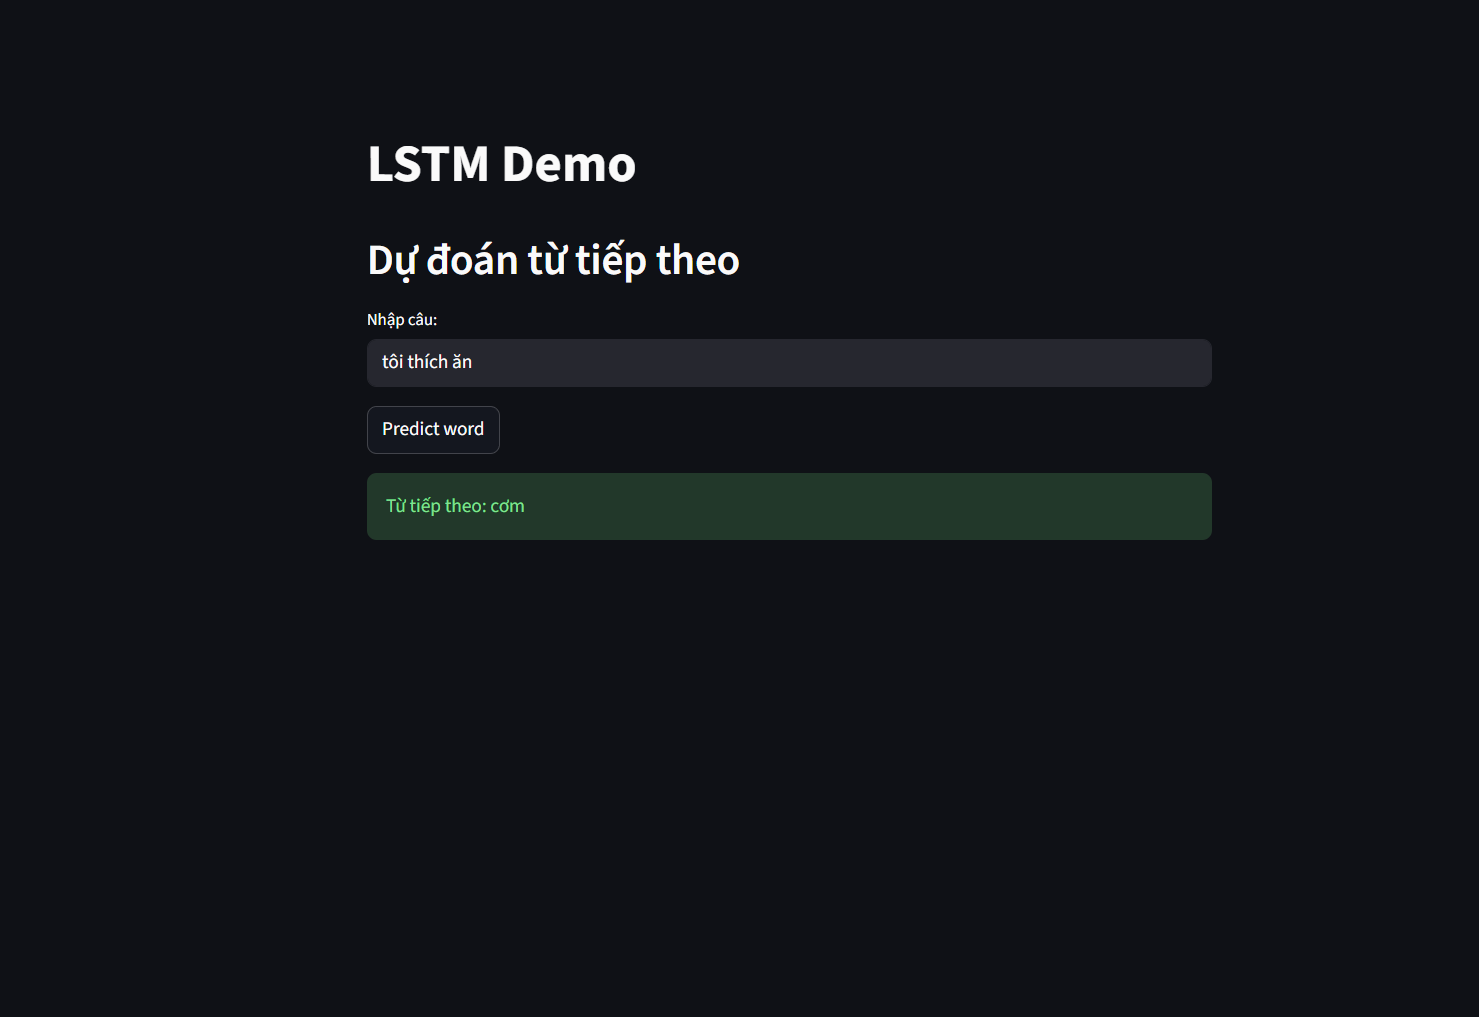 LSTM Demo
Dự đoán từ tiếp theo
Nhập câu:
tôi thích ăn
Predict word
Từ tiếp theo: cơm